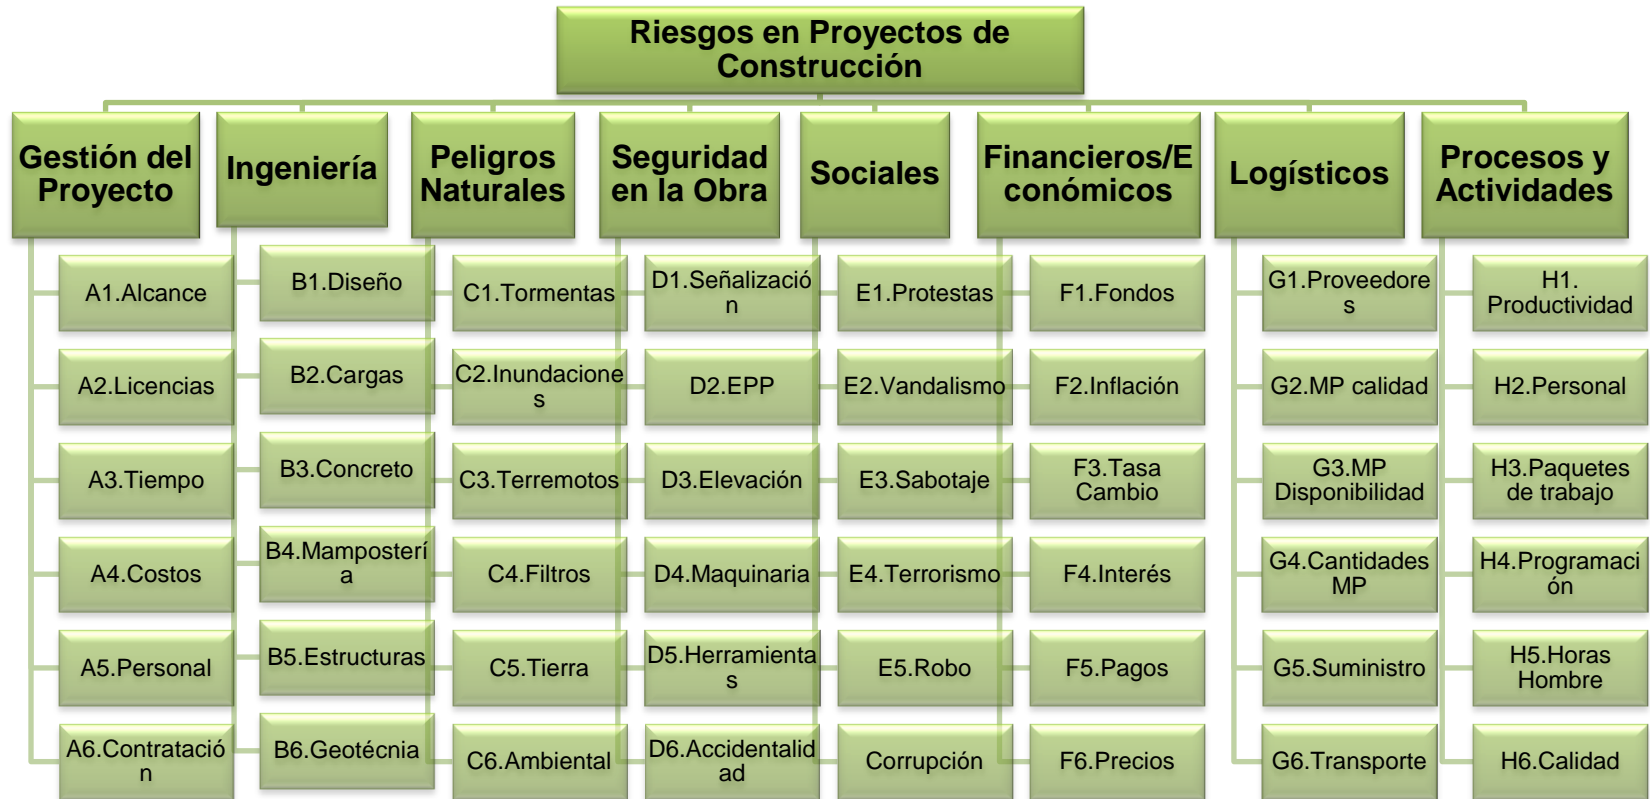 Riesgos en Proyectos de
Construcción
Gestión del
Proyecto
A1.Alcance
A2.Licencias
A3.Tiempo
A4.Costos
A5.Personal
A6.Contratació
n
Ingeniería
B1.Diseño
B2.Cargas
B3.Concreto
B4.Mamposterí
a
B5.Estructuras
B6.Geotécnia
Peligros
Naturales
C1.Tormentas
C2.Inundacione
s
C3.Terremotos
C4.Filtros
C5.Tierra
C6.Ambiental
Seguridad
en la Obra
D1.Señalizació
n
D2.EPP
D3.Elevación
D4.Maquinaria
D5.Herramienta
s
D6.Accidentalid
ad
Sociales
E1.Protestas
E2.Vandalismo
E3.Sabotaje
E4.Terrorismo
E5.Robo
Corrupción
Financieros/E
conómicos
F1.Fondos
F2.Inflación
F3.Tasa
Cambio
F4.Interés
F5.Pagos
F6.Precios
Logísticos
G1.Proveedore
s
G2.MP calidad
G3.MP
Disponibilidad
G4.Cantidades
MP
G5.Suministro
G6.Transporte
Procesos y
Actividades
H1.
Productividad
H2.Personal
H3.Paquetes
de trabajo
H4.Programaci
ón
H5.Horas
Hombre
H6.Calidad